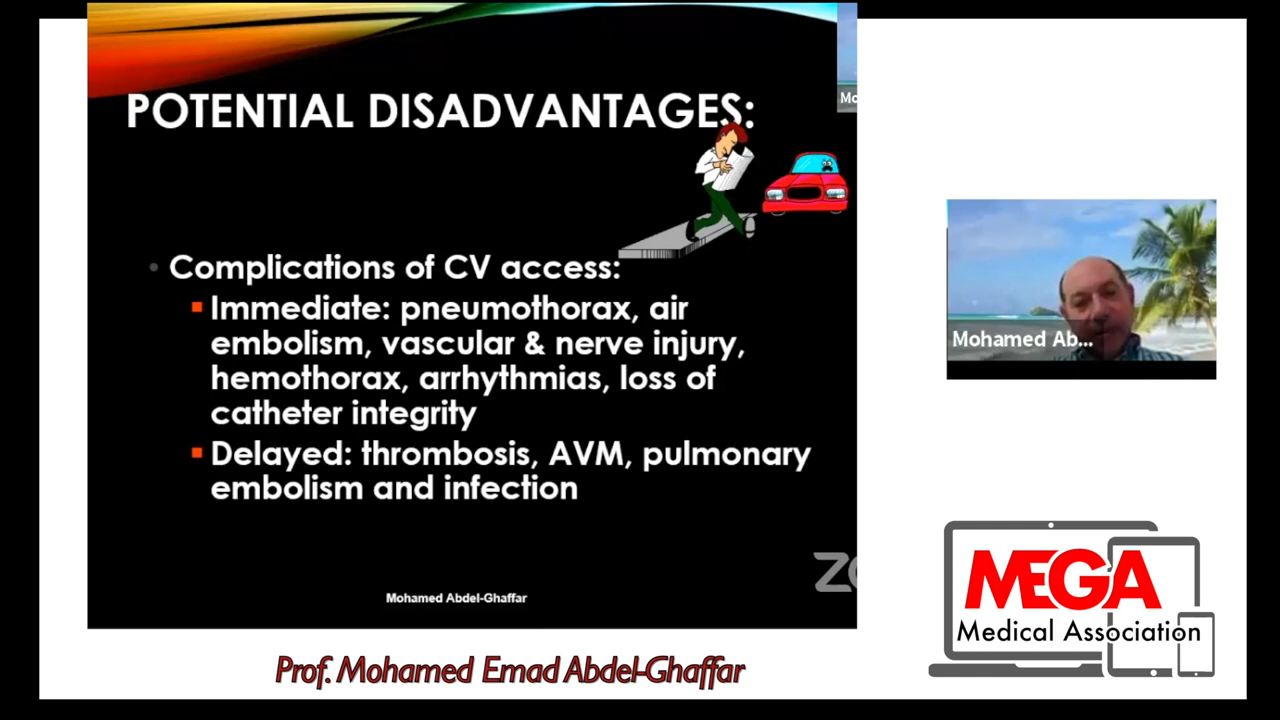 POTENTIAL DISADVANTAGES:
Mo
Complications of CV access:
Immediate: pneumothorax, air
embolism, vascular & nerve injury,
hemothorax, arrhythmias, loss of
catheter integrity
Delayed: thrombosis, AVM, pulmonary
embolism and infection
Mohamed Abdel-Ghaffar
Mohamed Ab...
MEGA
Medical Association
Prof. Mohamed Emad Abdel-Ghaffar